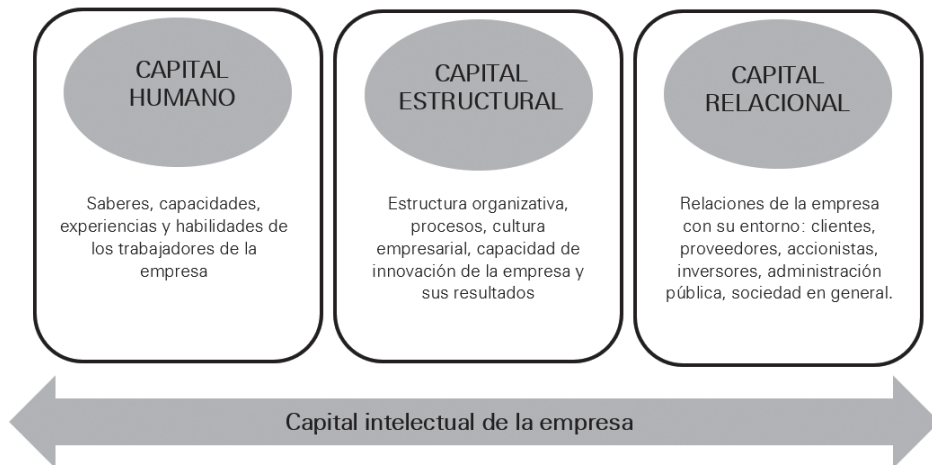 CAPITAL
HUMANO
Saberes, capacidades,
experiencias y habilidades de
los trabajadores de la
empresa
CAPITAL
ESTRUCTURAL
Estructura organizativa,
procesos, cultura
empresarial, capacidad de
innovación de la empresa y
sus resultados
CAPITAL
RELACIONAL
Relaciones de la empresa
con su entorno: clientes,
proveedores, accionistas,
inversores, administración
pública, sociedad en general.
Capital intelectual de la empresa